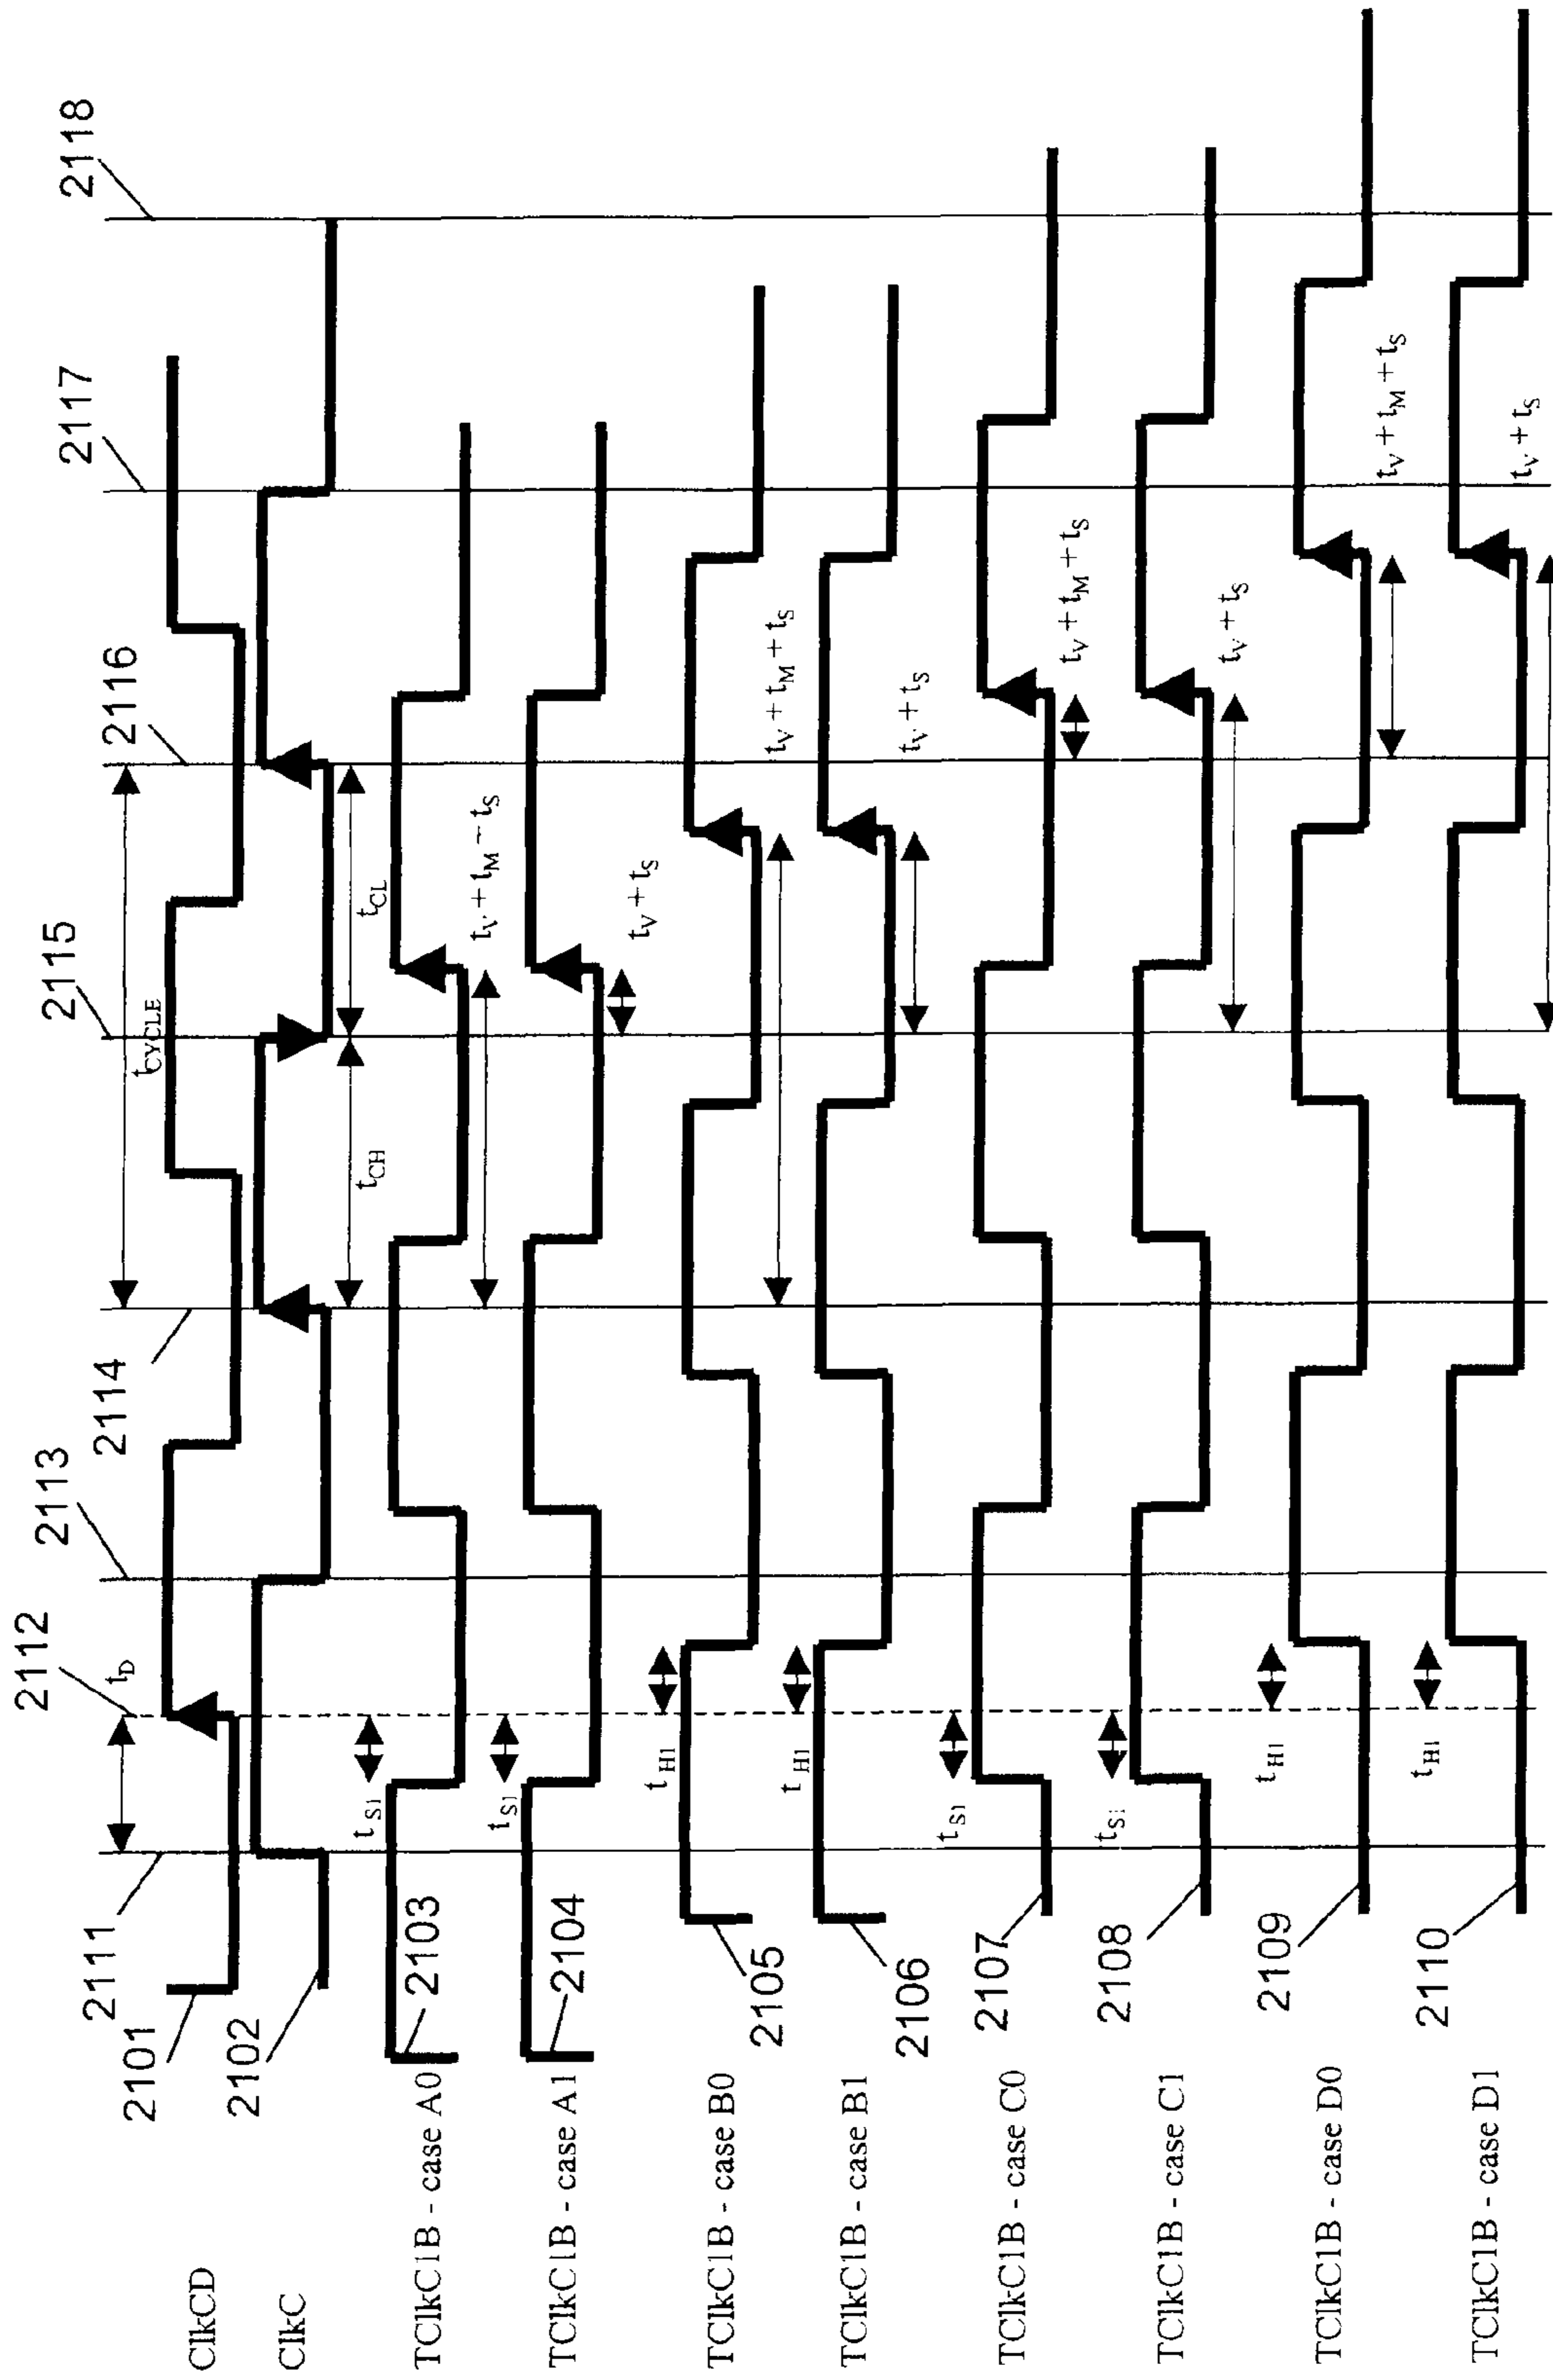 2111
2112
2113
2114
2115
2116
2117
2118
2101
2102
tD
tCYCLE
tCH
tCL
ClkCD
ClkC
TClkC1B - case A0
2103
tS1
tV+tM−tS
TClkC1B - case A1
2104
tS1
tV+tS
TClkC1B - case B0
2105
tH1
tV+tM+tS
TClkC1B - case B1
2106
tH1
tV+tS
TClkC1B - case C0
2107
tS1
tV+tM+tS
TClkC1B - case C1
2108
tS1
tV+tS
TClkC1B - case D0
2109
tH1
tV+tM+tS
TClkC1B - case D1
2110
tH1
tV+tS